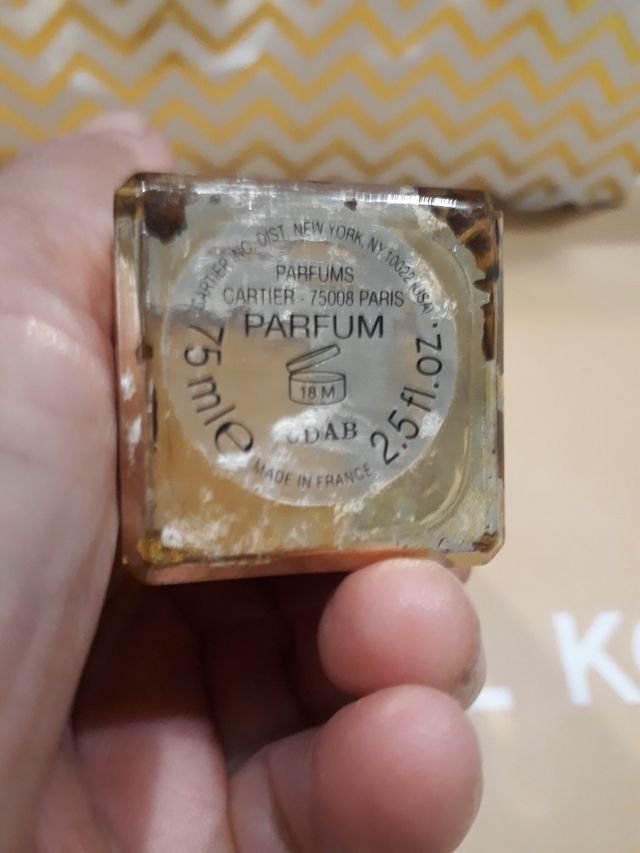 CARTIER, INC. DIST. NEW YORK, NY 10022 (USA)
PARFUMS
CARTIER - 75008 PARIS
PARFUM
75 ml e
18 M
2.5 fl.oz.
MADE IN FRANCE